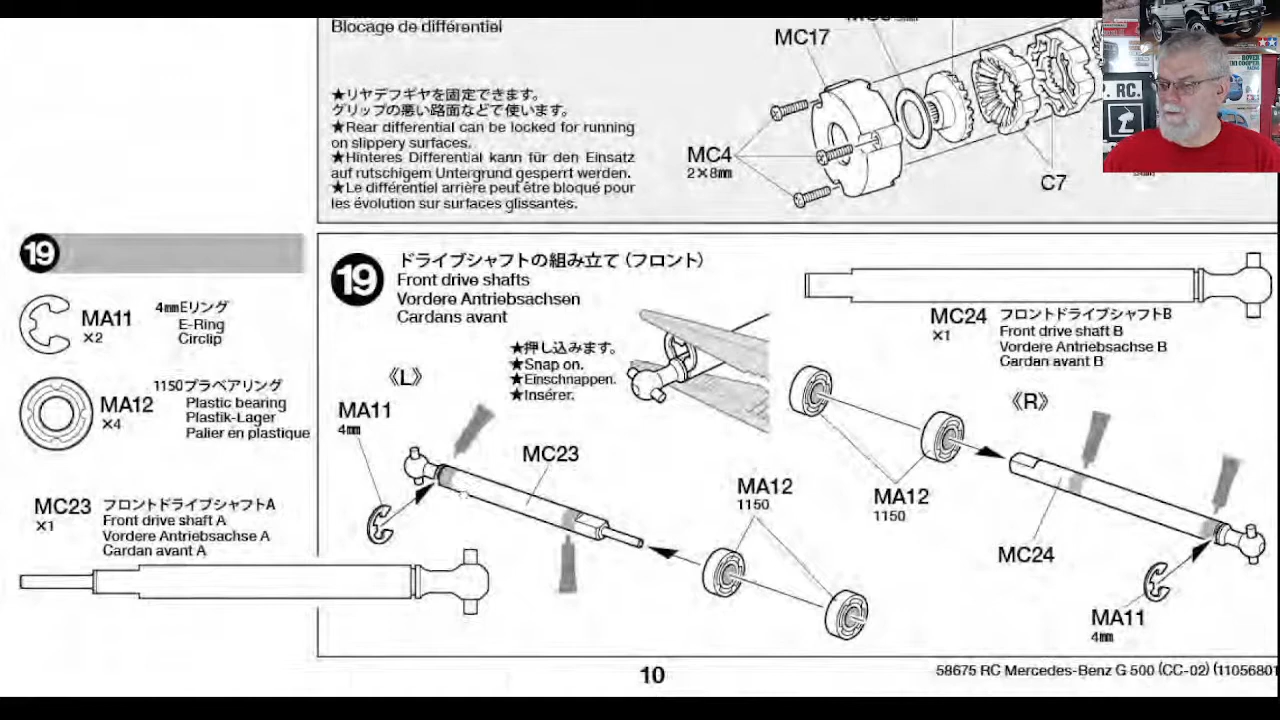 Blocage de différentiel
★リヤデフギヤを固定できます。
グリップの悪い路面などで使います。
★Rear differential can be locked for running
on slippery surfaces.
★Hinteres Differential kann für den Einsatz
auf rutschigem Untergrund gesperrt werden.
★Le différentiel arrière peut être bloqué pour
les évolution sur surfaces glissantes.
MC17
MC4
2×8㎜
C7
19
MA11
×2
4㎜Eリング
E-Ring
Circlip
MA12
×4
1150プラベアリング
Plastic bearing
Plastik-Lager
Palier en plastique
MC23
×1
フロントドライブシャフトA
Front drive shaft A
Vordere Antriebsachse A
Cardan avant A
19
ドライブシャフトの組み立て（フロント）
Front drive shafts
Vordere Antriebsachsen
Cardans avant
★押し込みます。
★Snap on.
★Einschnappen.
★Insérer.
《L》
MA11
4㎜
MC23
MA12
1150
MC24
×1
フロントドライブシャフトB
Front drive shaft B
Vordere Antriebsachse B
Cardan avant B
《R》
MA12
1150
MC24
MA11
4㎜
10
58675 RC Mercedes-Benz G 500 (CC-02) (11056801
P. RC.
ROVER
MINI COOPER